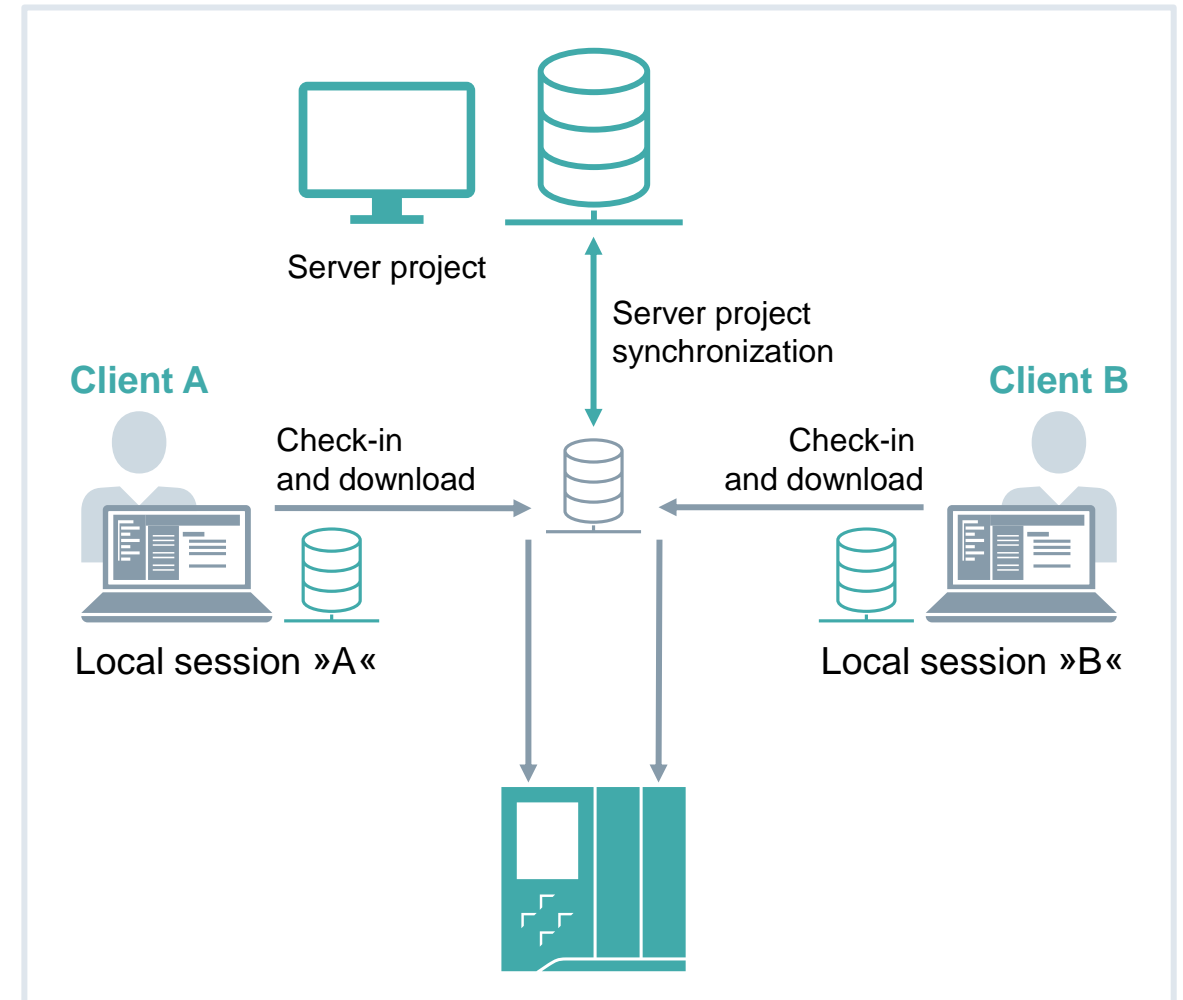 Server project
Server project
synchronization
Client A
Client B
Check-in
and download
Check-in
and download
Local session »A«
Local session »B«